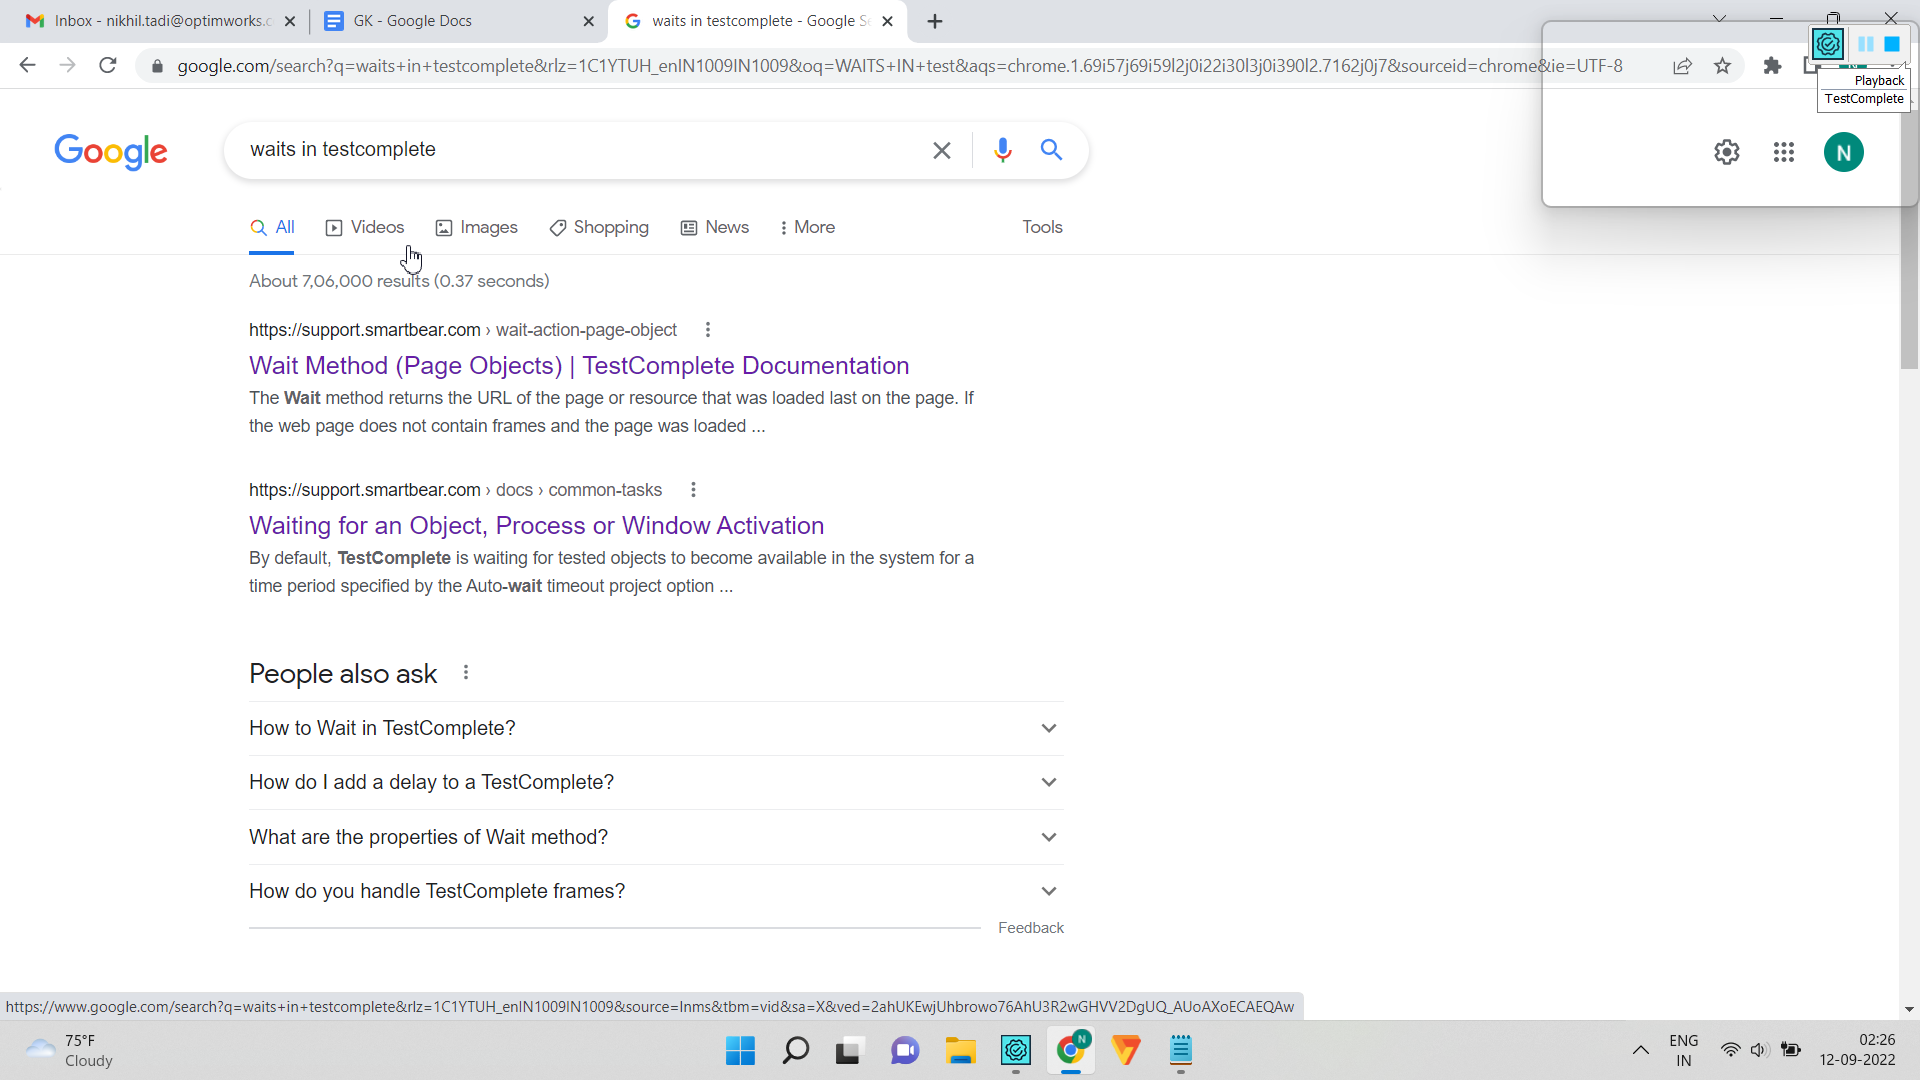 Inbox - nikhil.tadi@optimworks.c
GK - Google Docs
waits in testcomplete - Google Se
google.com/search?q=waits+in+testcomplete&rlz=1C1YTUH_enIN1009IN1009&oq=WAITS+IN+test&aqs=chrome.1.69i57j69i59l2j0i22i30l3j0i390l2.7162j0j7&sourceid=chrome&ie=UTF-8
Playback
TestComplete
Google
waits in testcomplete
N
All
Videos
Images
Shopping
News
More
Tools
About 7,06,000 results (0.37 seconds)
https://support.smartbear.com › wait-action-page-object
Wait Method (Page Objects) | TestComplete Documentation
The Wait method returns the URL of the page or resource that was loaded last on the page. If
the web page does not contain frames and the page was loaded ...
https://support.smartbear.com › docs › common-tasks
Waiting for an Object, Process or Window Activation
By default, TestComplete is waiting for tested objects to become available in the system for a
time period specified by the Auto-wait timeout project option ...
People also ask
How to Wait in TestComplete?
How do I add a delay to a TestComplete?
What are the properties of Wait method?
How do you handle TestComplete frames?
Feedback
https://www.google.com/search?q=waits+in+testcomplete&rlz=1C1YTUH_enIN1009IN1009&source=lnms&tbm=vid&sa=X&ved=2ahUKEwjUhbrowo76AhU3R2wGHVV2DgUQ_AUoAXoECAEQAw
75°F
Cloudy
N
ENG
IN
02:26
12-09-2022